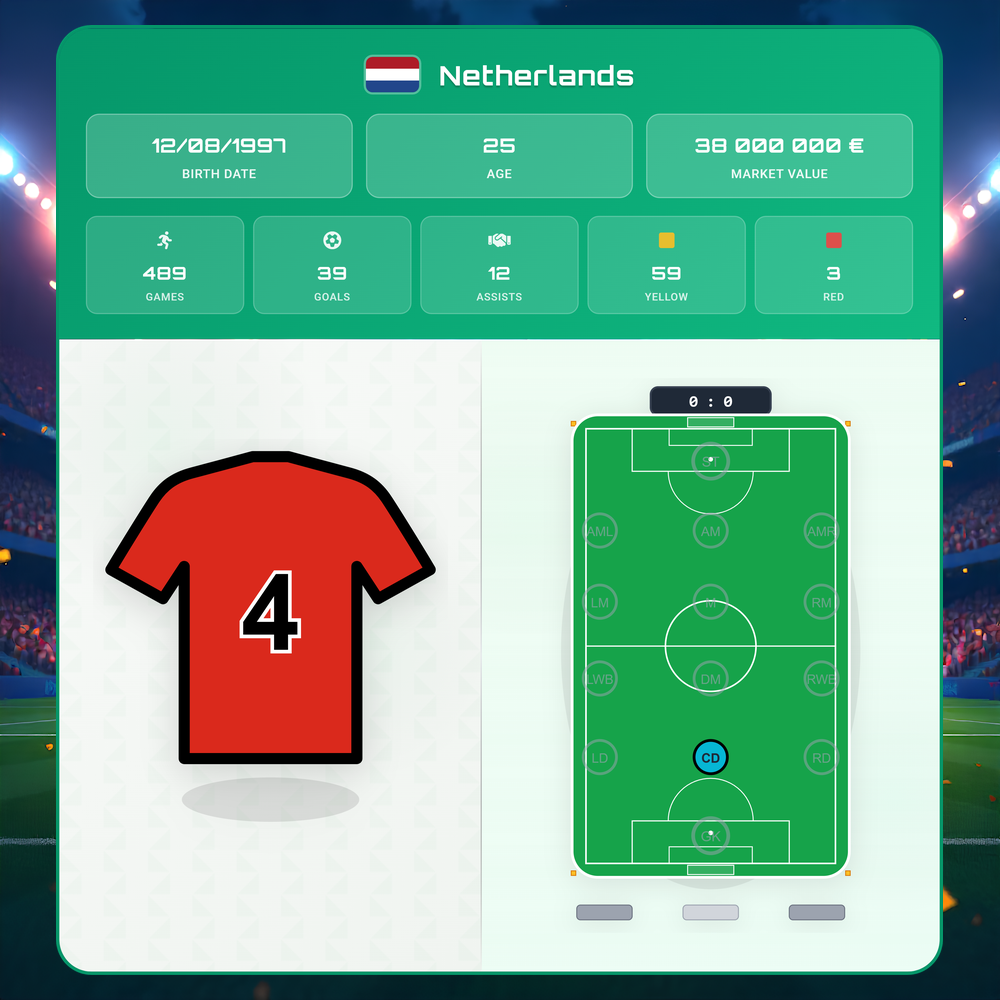 Netherlands
12/08/1997
BIRTH DATE
25
AGE
38 000 000 €
MARKET VALUE
489
GAMES
39
GOALS
12
ASSISTS
59
YELLOW
3
RED
4
0 : 0
ST
AML
AM
AMR
LM
M
RM
LWB
DM
RWB
LD
CD
RD
GK